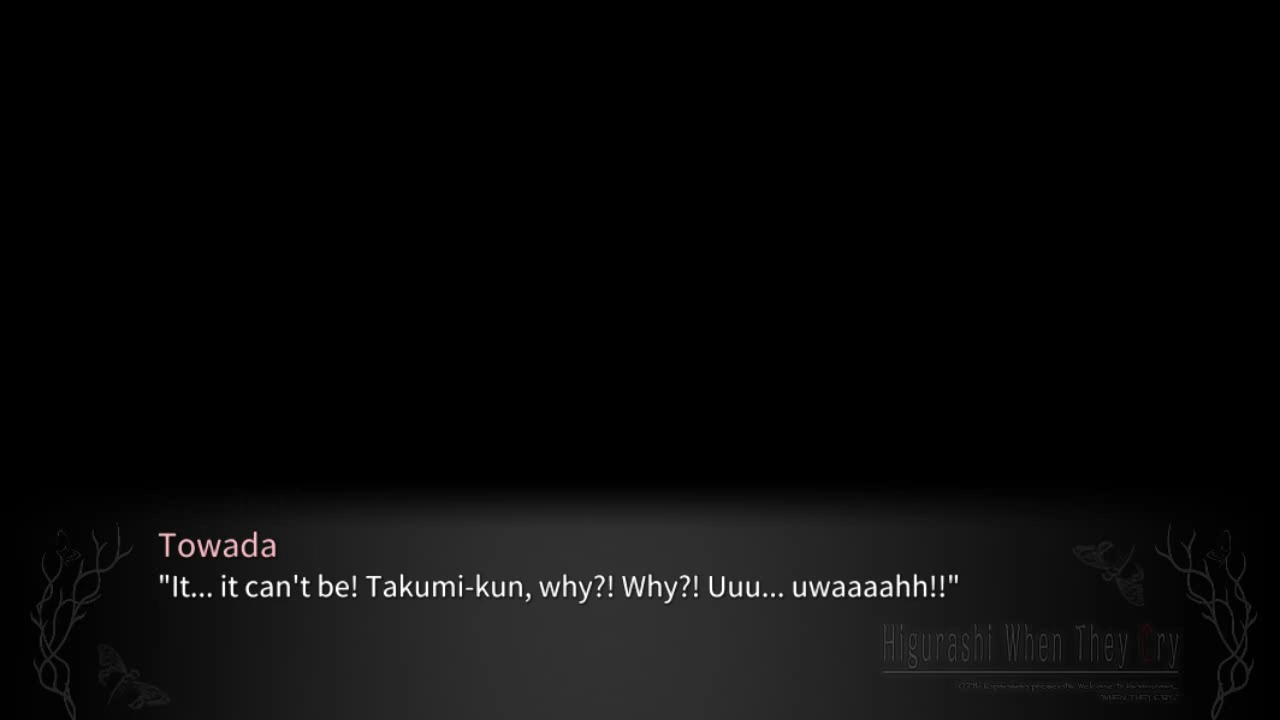 Towada
"It... it can't be! Takumi-kun, why?! Why?! Uuu... uwaaaahh!!"
Higurashi When They Cry